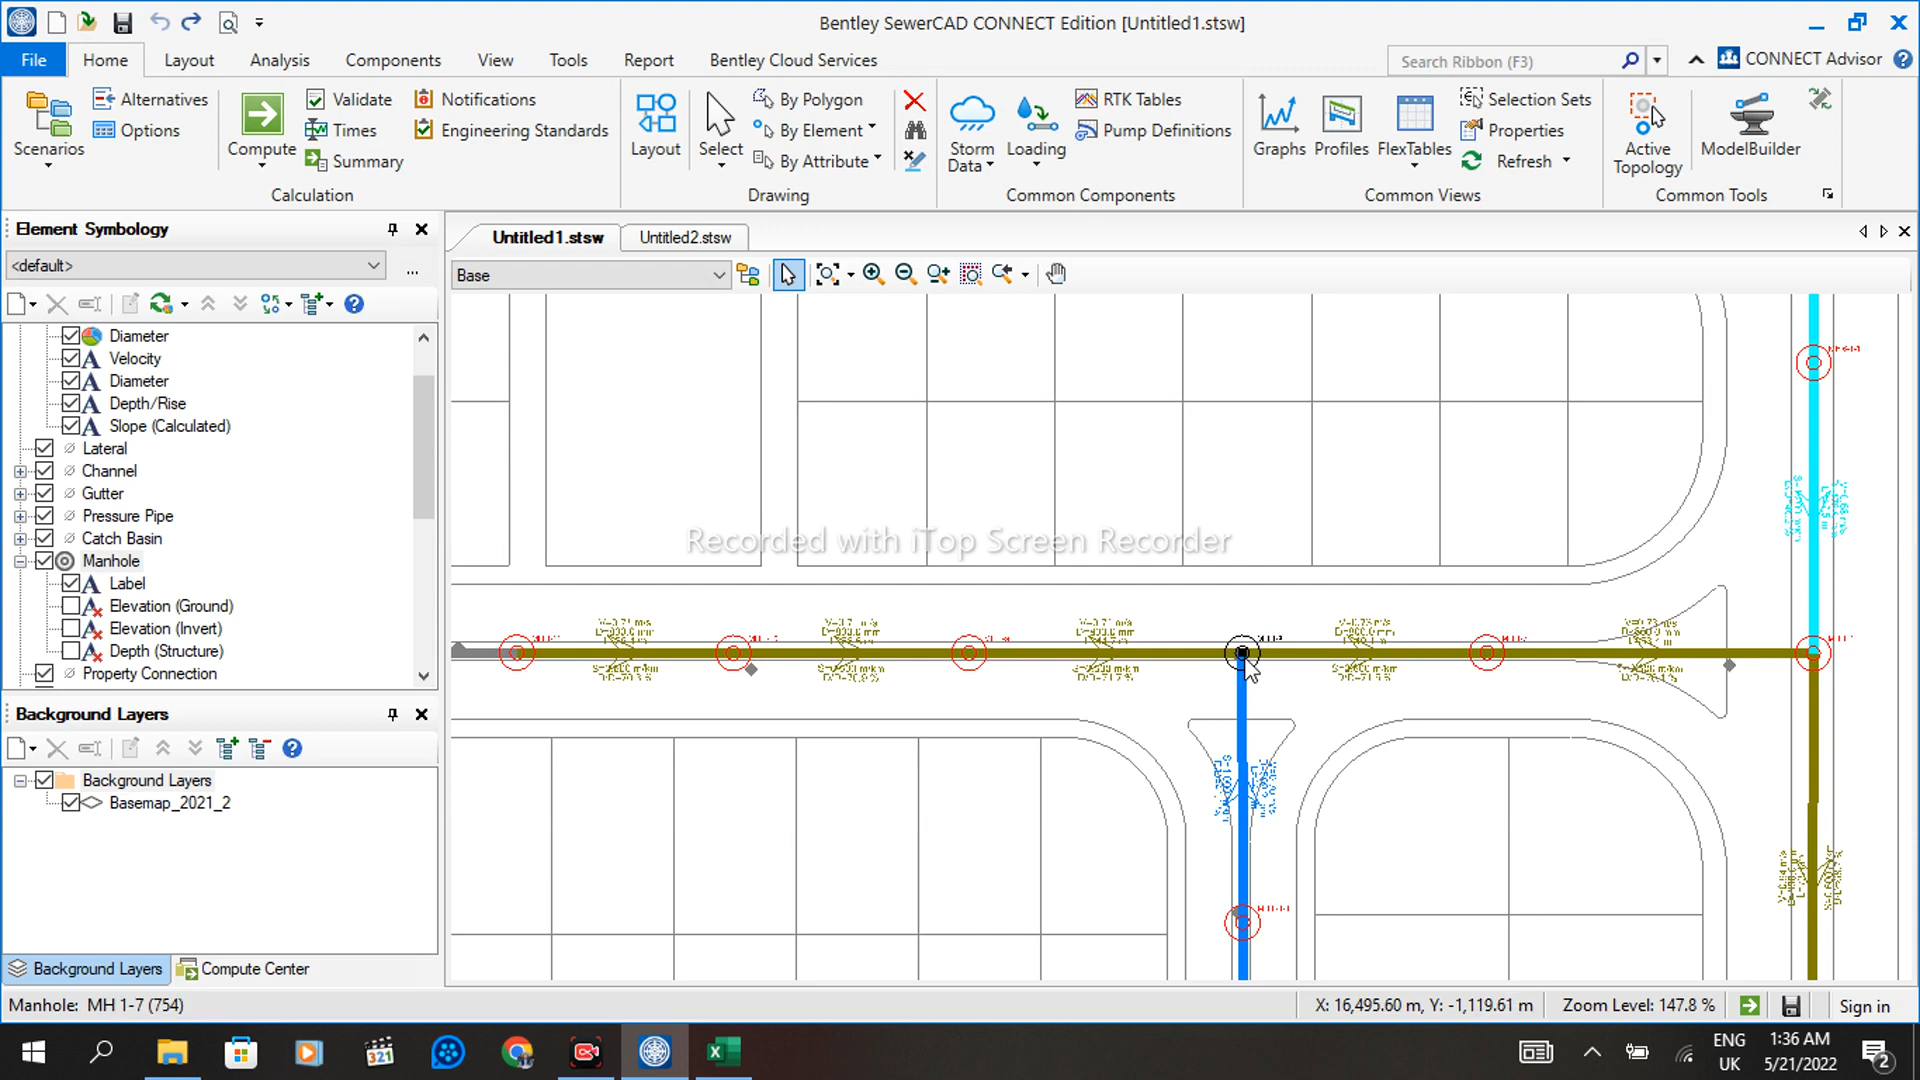 Bentley SewerCAD CONNECT Edition [Untitled1.stsw]
File
Home
Layout
Analysis
Components
View
Tools
Report
Bentley Cloud Services
Search Ribbon (F3)
CONNECT Advisor
Scenarios
Alternatives
Options
Compute
Validate
Times
Summary
Notifications
Engineering Standards
Calculation
Layout
Select
By Polygon
By Element
By Attribute
Drawing
Storm Data
Loading
RTK Tables
Pump Definitions
Common Components
Graphs
Profiles
FlexTables
Selection Sets
Properties
Refresh
Common Views
Active Topology
ModelBuilder
Common Tools
Element Symbology
<default>
...
Diameter
Velocity
Diameter
Depth/Rise
Slope (Calculated)
Lateral
Channel
Gutter
Pressure Pipe
Catch Basin
Manhole
Label
Elevation (Ground)
Elevation (Invert)
Depth (Structure)
Property Connection
Background Layers
Background Layers
Basemap_2021_2
Background Layers
Compute Center
Untitled1.stsw
Untitled2.stsw
Base
Recorded with iTop Screen Recorder
Manhole: MH 1-7 (754)
X: 16,495.60 m, Y: -1,119.61 m
Zoom Level: 147.8 %
Sign in
321
ENG
UK
1:36 AM
5/21/2022
2